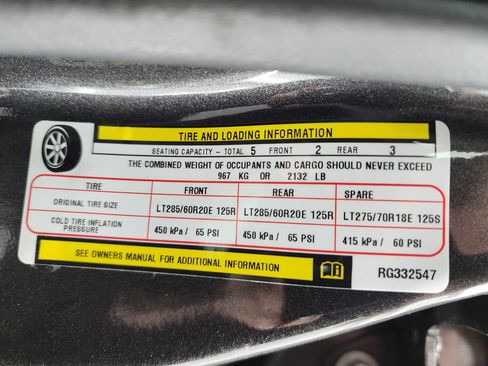 TIRE AND LOADING INFORMATION
SEATING CAPACITY - TOTAL 5 FRONT 2 REAR 3
THE COMBINED WEIGHT OF OCCUPANTS AND CARGO SHOULD NEVER EXCEED
967 KG OR 2132 LB
TIRE FRONT REAR SPARE
ORIGINAL TIRE SIZE LT285/60R20E 125R LT285/60R20E 125R LT275/70R18E 125S
COLD TIRE INFLATION PRESSURE 450 kPa / 65 PSI 450 kPa / 65 PSI 415 kPa / 60 PSI
SEE OWNERS MANUAL FOR ADDITIONAL INFORMATION
RG332547